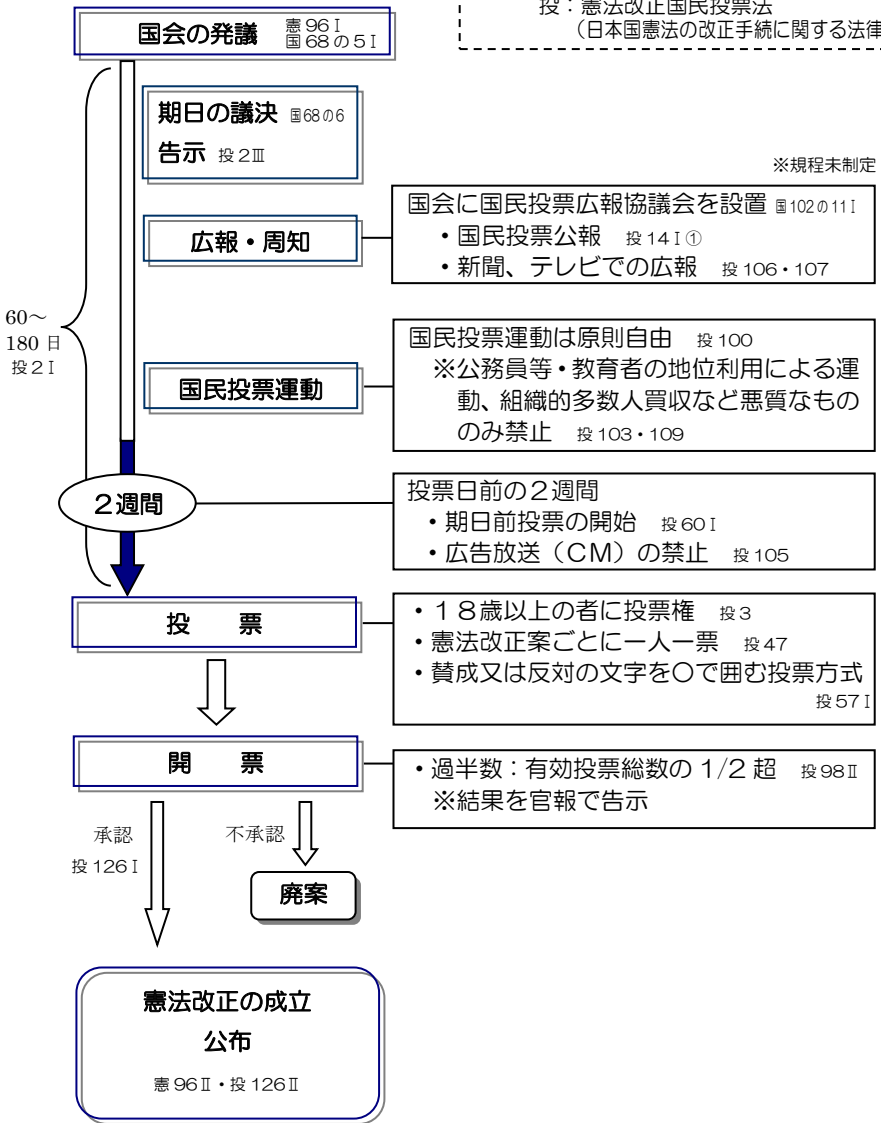 投：憲法改正国民投票法
（日本国憲法の改正手続に関する法律
国会の発議 憲96Ⅰ
国68の5Ⅰ
期日の議決 国68の6
告示 投2Ⅲ
※規程未制定
広報・周知
国会に国民投票広報協議会を設置 国102の11Ⅰ
・国民投票公報 投14Ⅰ①
・新聞、テレビでの広報 投106・107
60～
180日
投2Ⅰ
国民投票運動
国民投票運動は原則自由 投100
※公務員等・教育者の地位利用による運
動、組織的多数人買収など悪質なもの
のみ禁止 投103・109
２週間
投票日前の２週間
・期日前投票の開始 投60Ⅰ
・広告放送（ＣＭ）の禁止 投105
投　票
・１８歳以上の者に投票権 投3
・憲法改正案ごとに一人一票 投47
・賛成又は反対の文字を〇で囲む投票方式
投57Ⅰ
開　票
・過半数：有効投票総数の1/2超 投98Ⅱ
※結果を官報で告示
承認
投126Ⅰ
不承認
廃案
憲法改正の成立
公布
憲96Ⅱ・投126Ⅱ